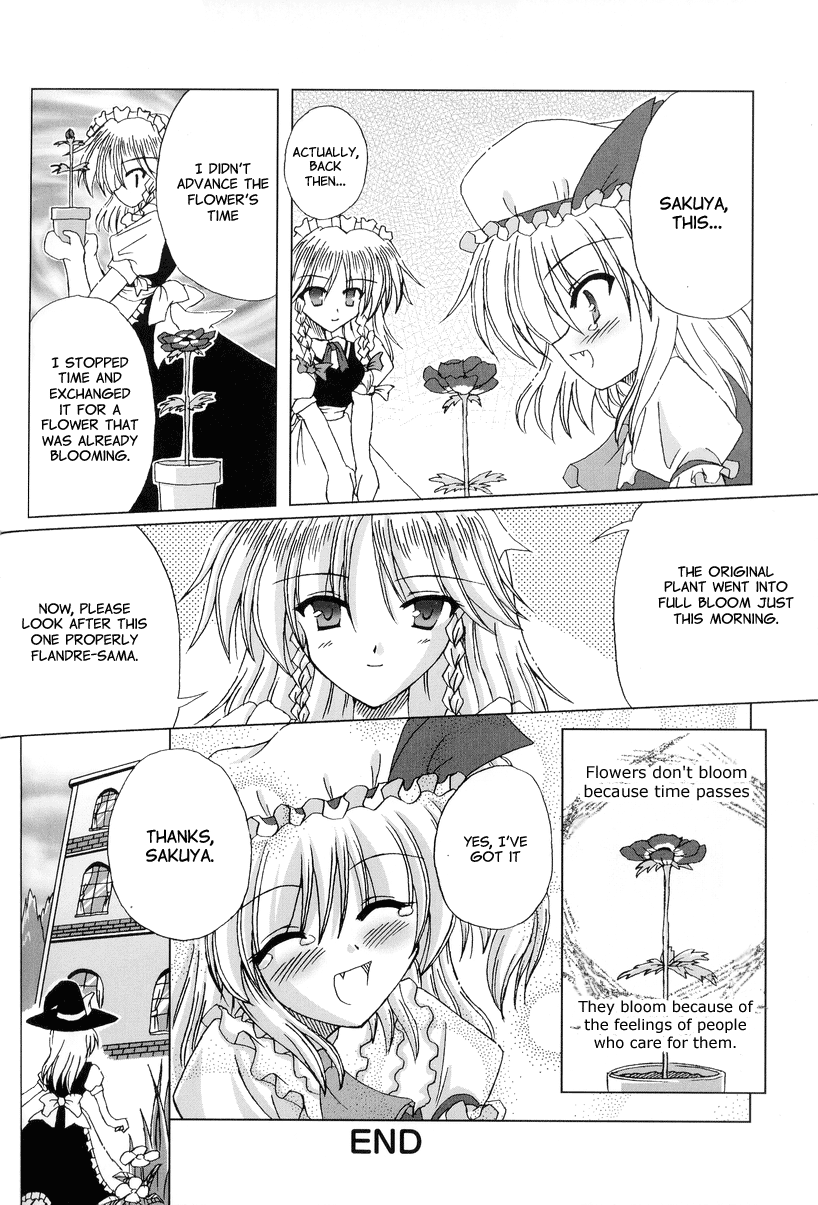 SAKUYA,
THIS...
ACTUALLY,
BACK
THEN...
I DIDN'T
ADVANCE THE
FLOWER'S
TIME
I STOPPED
TIME AND
EXCHANGED
IT FOR A
FLOWER THAT
WAS ALREADY
BLOOMING.
THE ORIGINAL
PLANT WENT INTO
FULL BLOOM JUST
THIS MORNING.
NOW, PLEASE
LOOK AFTER THIS
ONE PROPERLY
FLANDRE-SAMA.
Flowers don't bloom
because time passes
They bloom because of
the feelings of people
who care for them.
YES, I'VE
GOT IT
THANKS,
SAKUYA.
END